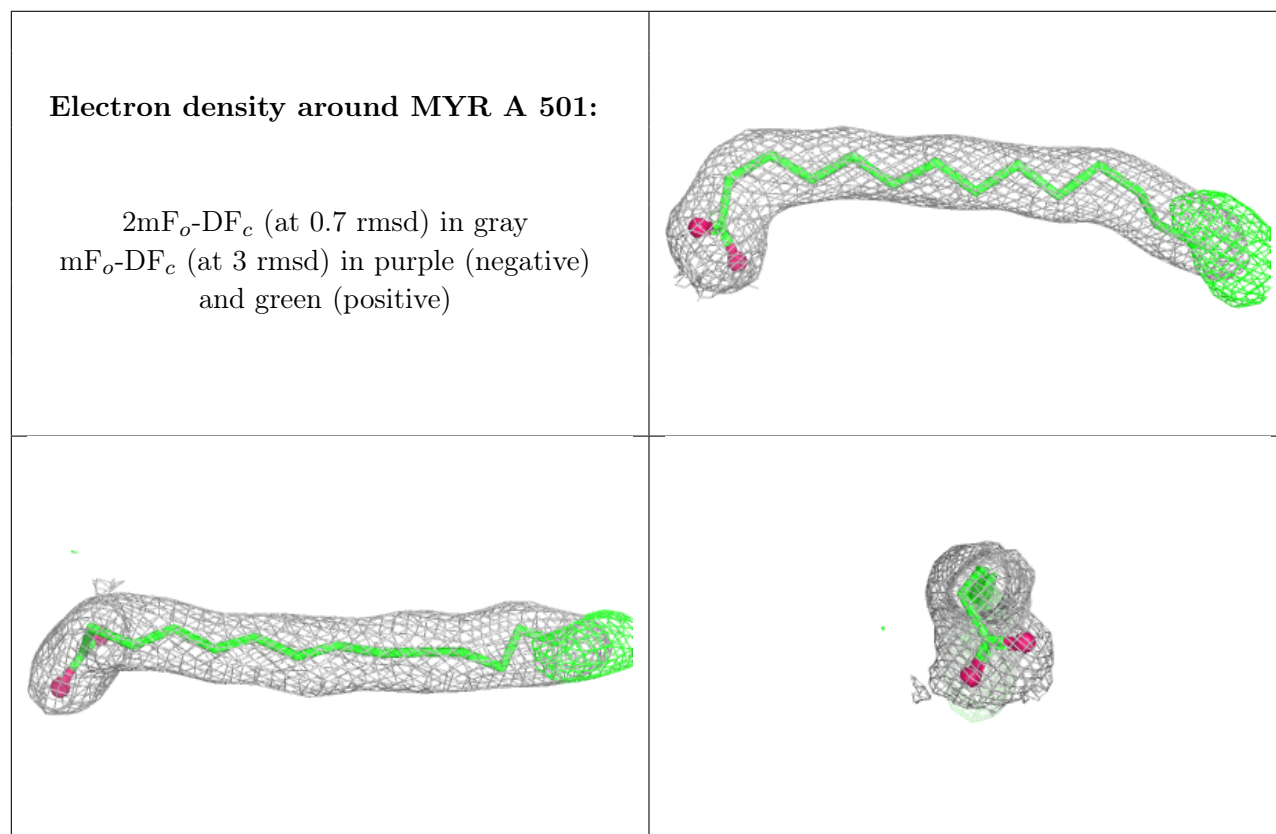 Electron density around MYR A 501:
2mFo-DFc (at 0.7 rmsd) in gray
mFo-DFc (at 3 rmsd) in purple (negative)
and green (positive)